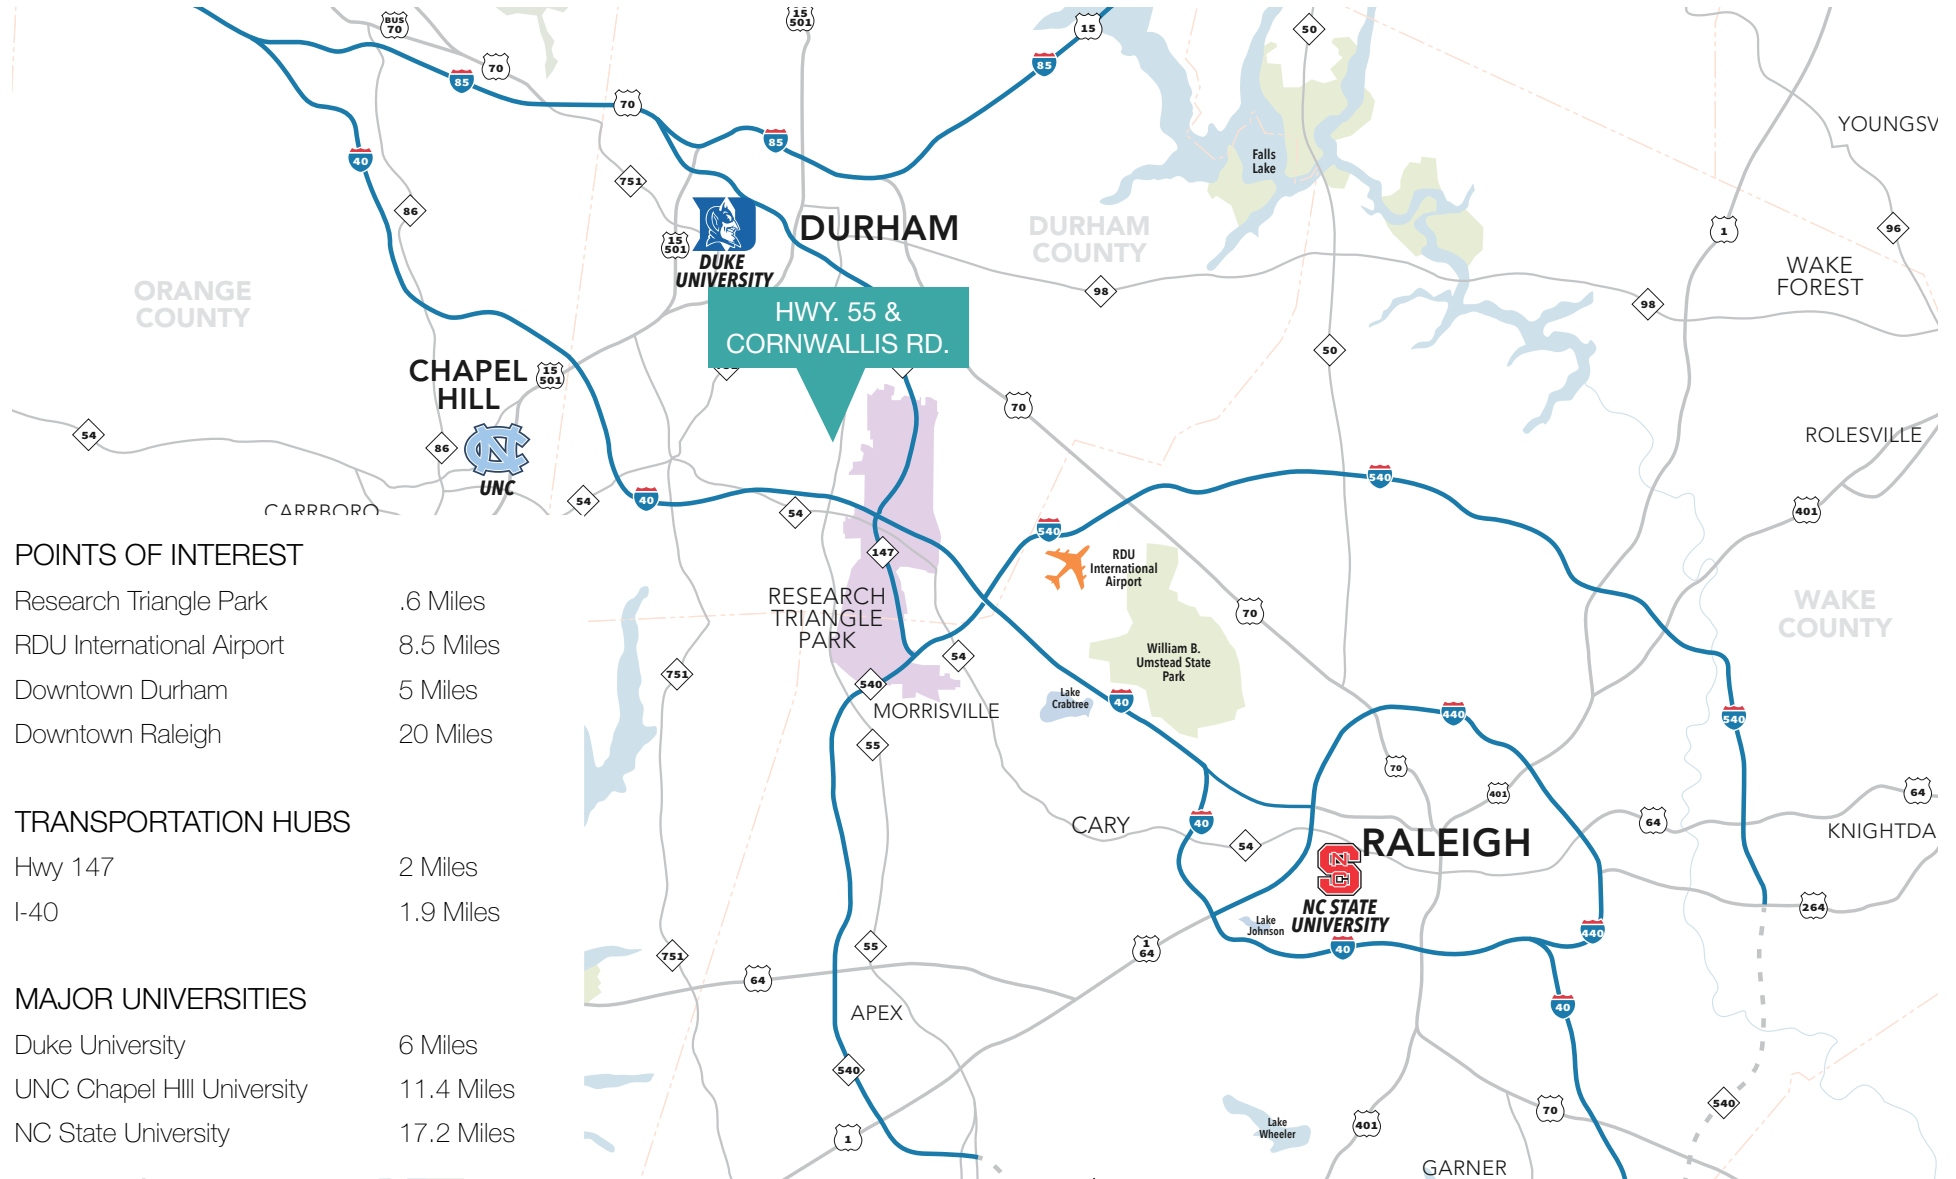 BUS
70
15
501
15
50
70
85
85
70
85
40
751
86
YOUNGSV
Falls
Lake
DURHAM
DURHAM
COUNTY
15
501
DUKE
UNIVERSITY
1
96
WAKE
FOREST
ORANGE
COUNTY
98
98
HWY. 55 &
CORNWALLIS RD.
50
CHAPEL
HILL
15
501
70
54
86
UNC
ROLESVILLE
540
401
CARRBORO
54
40
54
540
147
RDU
International
Airport
RESEARCH
TRIANGLE
PARK
70
WAKE
COUNTY
54
William B.
Umstead State
Park
751
540
Lake
Crabtree
40
MORRISVILLE
440
540
55
70
401
64
64
CARY
40
54
RALEIGH
KNIGHTDA
NC STATE
UNIVERSITY
Lake
Johnson
264
440
40
55
1
64
751
64
40
APEX
540
540
70
1
401
Lake
Wheeler
GARNER
POINTS OF INTEREST
Research Triangle Park .6 Miles
RDU International Airport 8.5 Miles
Downtown Durham 5 Miles
Downtown Raleigh 20 Miles
TRANSPORTATION HUBS
Hwy 147 2 Miles
I-40 1.9 Miles
MAJOR UNIVERSITIES
Duke University 6 Miles
UNC Chapel HIll University 11.4 Miles
NC State University 17.2 Miles